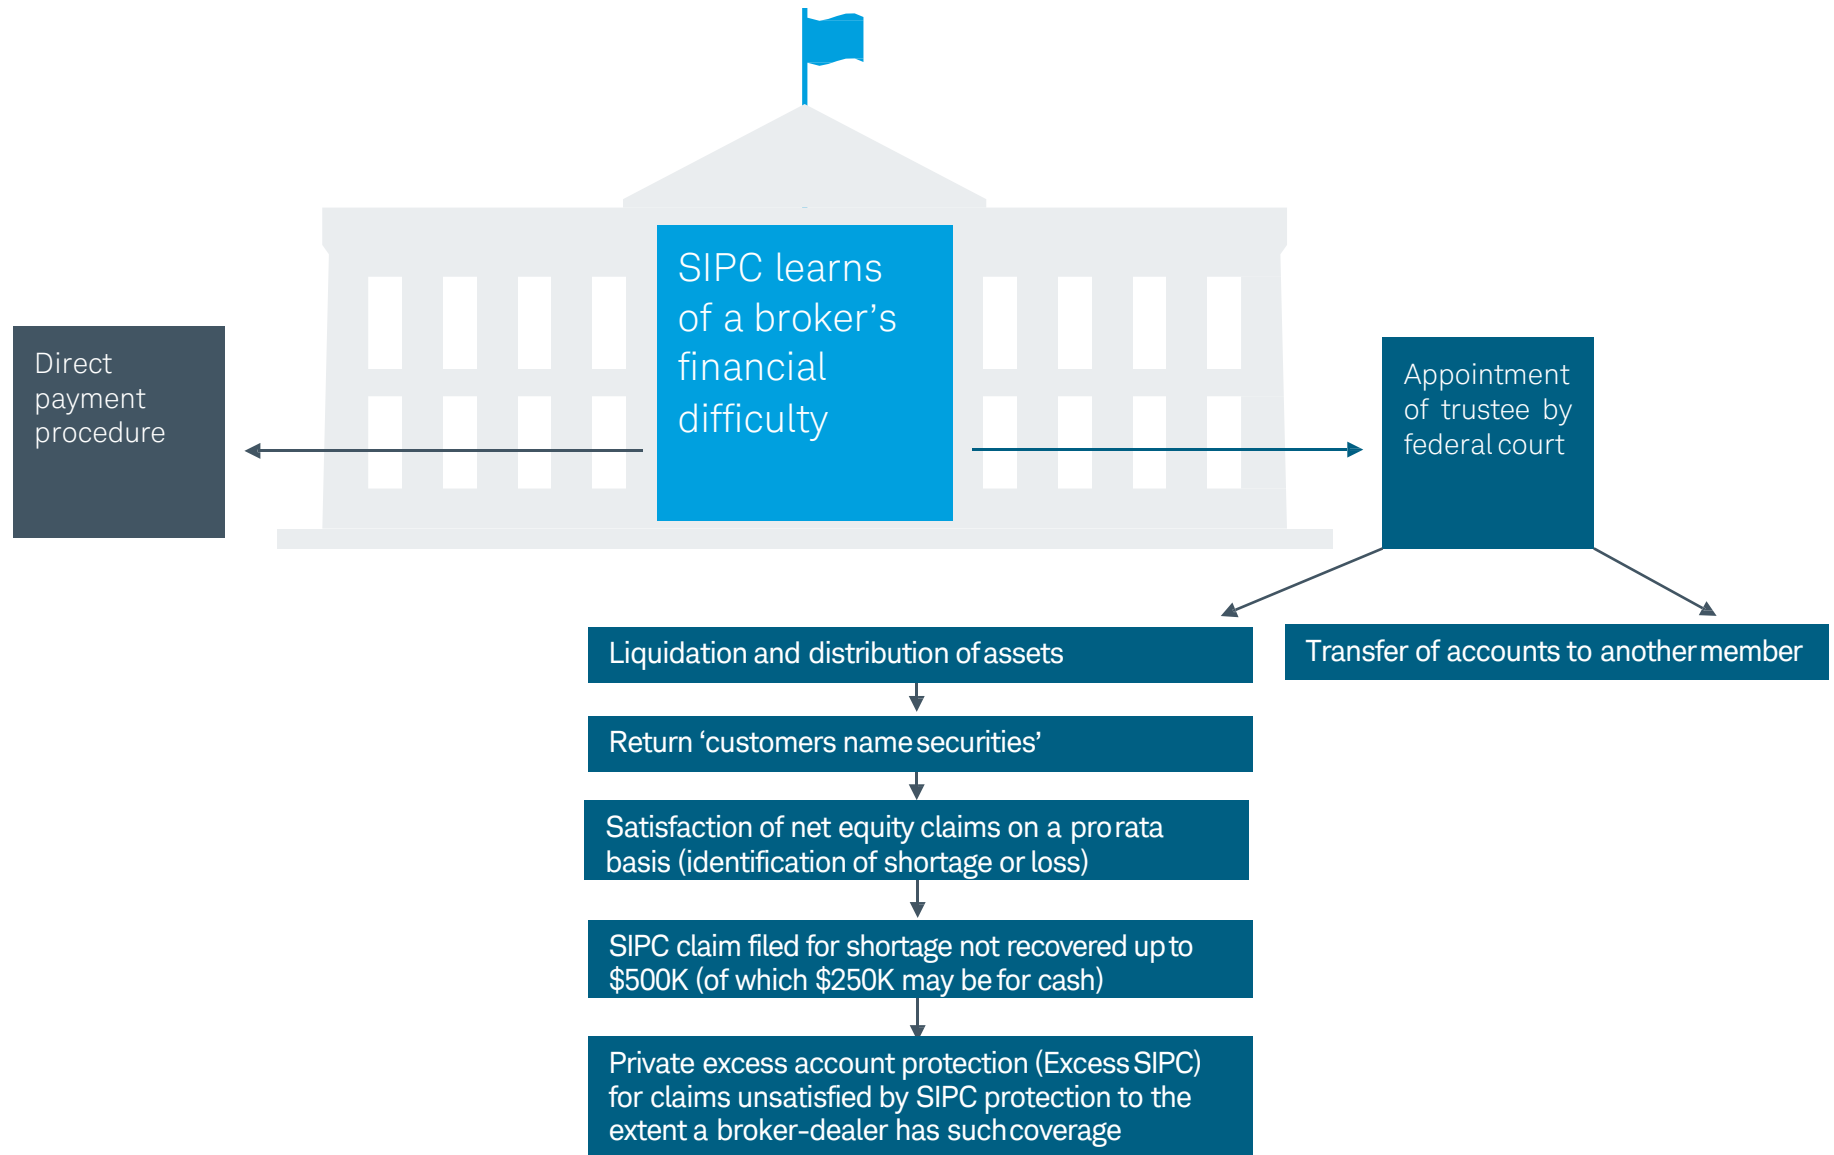 SIPC learns
of a broker’s
financial
difficulty
Direct
payment
procedure
Appointment
of trustee by
federal court
Liquidation and distribution of assets
Transfer of accounts to another member
Return ‘customers name securities’
Satisfaction of net equity claims on a pro rata
basis (identification of shortage or loss)
SIPC claim filed for shortage not recovered up to
$500K (of which $250K may be for cash)
Private excess account protection (Excess SIPC)
for claims unsatisfied by SIPC protection to the
extent a broker-dealer has such coverage